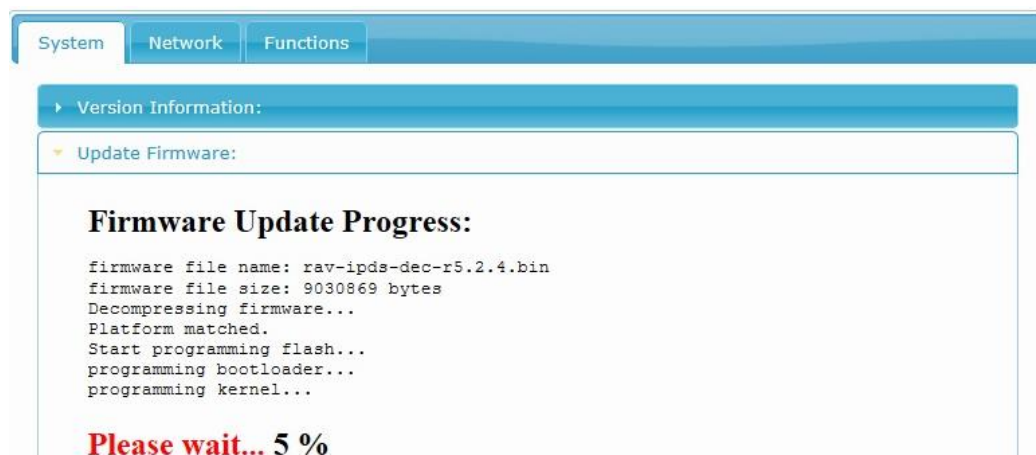 System Network Functions
Version Information:
Update Firmware:
Firmware Update Progress:
firmware file name: rav-ipds-dec-r5.2.4.bin
firmware file size: 9030869 bytes
Decompressing firmware...
Platform matched.
Start programming flash...
programming bootloader...
programming kernel...
Please wait... 5 %